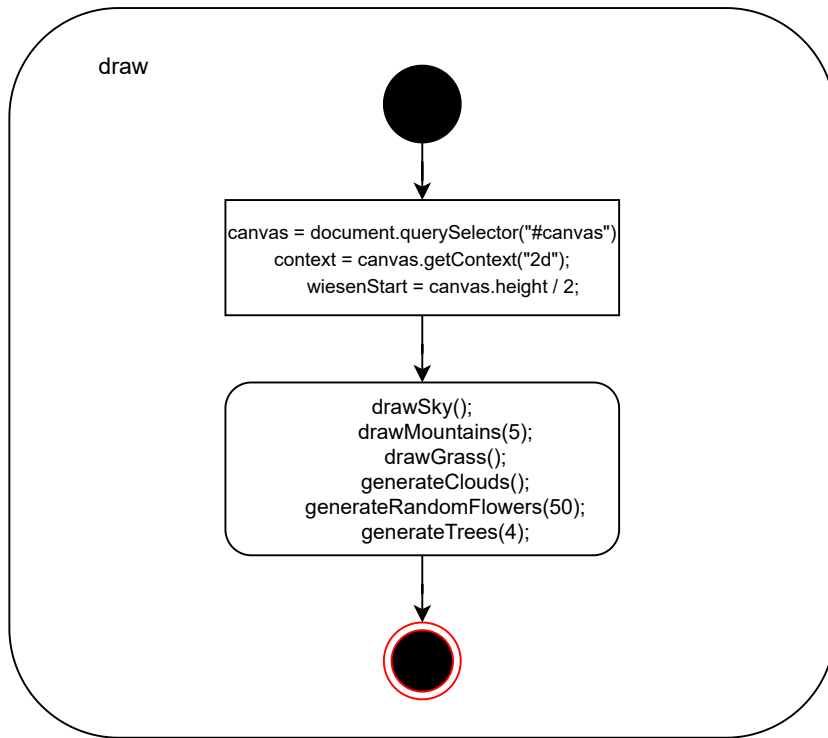 draw
canvas = document.querySelector("#canvas")
context = canvas.getContext("2d");
wiesenStart = canvas.height / 2;
drawSky();
drawMountains(5);
drawGrass();
generateClouds();
generateRandomFlowers(50);
generateTrees(4);